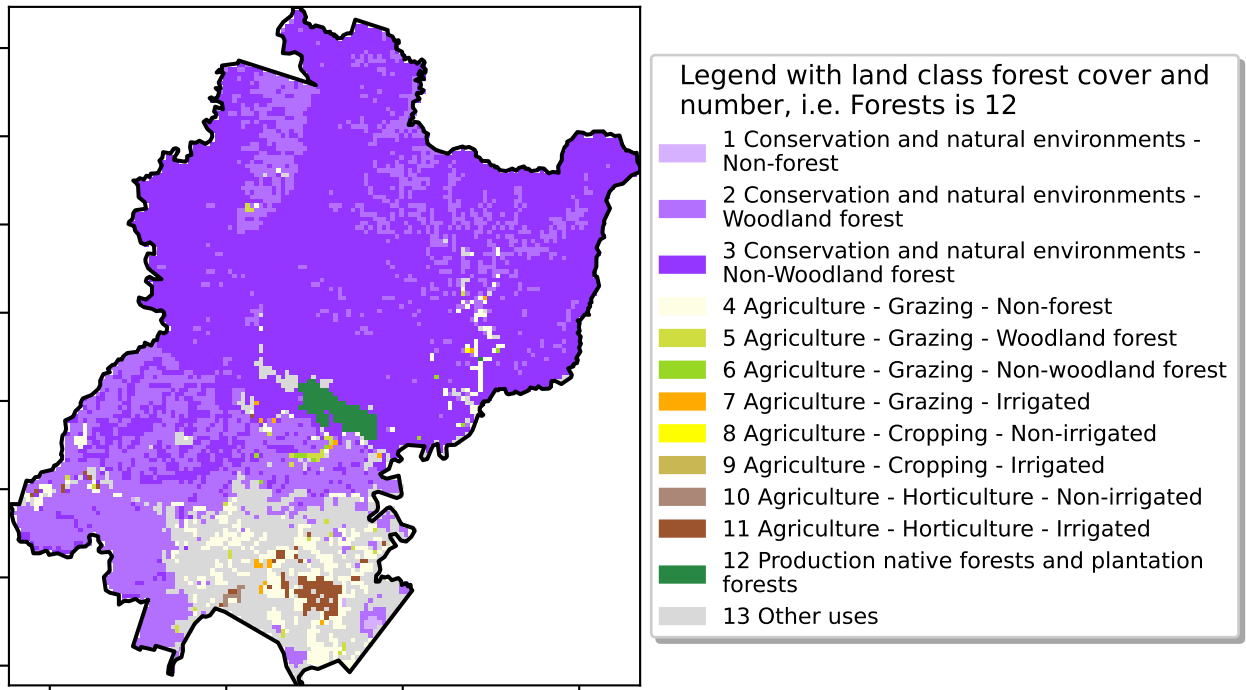 Legend with land class forest cover and
number, i.e. Forests is 12
1 Conservation and natural environments -
Non-forest
2 Conservation and natural environments -
Woodland forest
3 Conservation and natural environments -
Non-Woodland forest
4 Agriculture - Grazing - Non-forest
5 Agriculture - Grazing - Woodland forest
6 Agriculture - Grazing - Non-woodland forest
7 Agriculture - Grazing - Irrigated
8 Agriculture - Cropping - Non-irrigated
9 Agriculture - Cropping - Irrigated
10 Agriculture - Horticulture - Non-irrigated
11 Agriculture - Horticulture - Irrigated
12 Production native forests and plantation
forests
13 Other uses